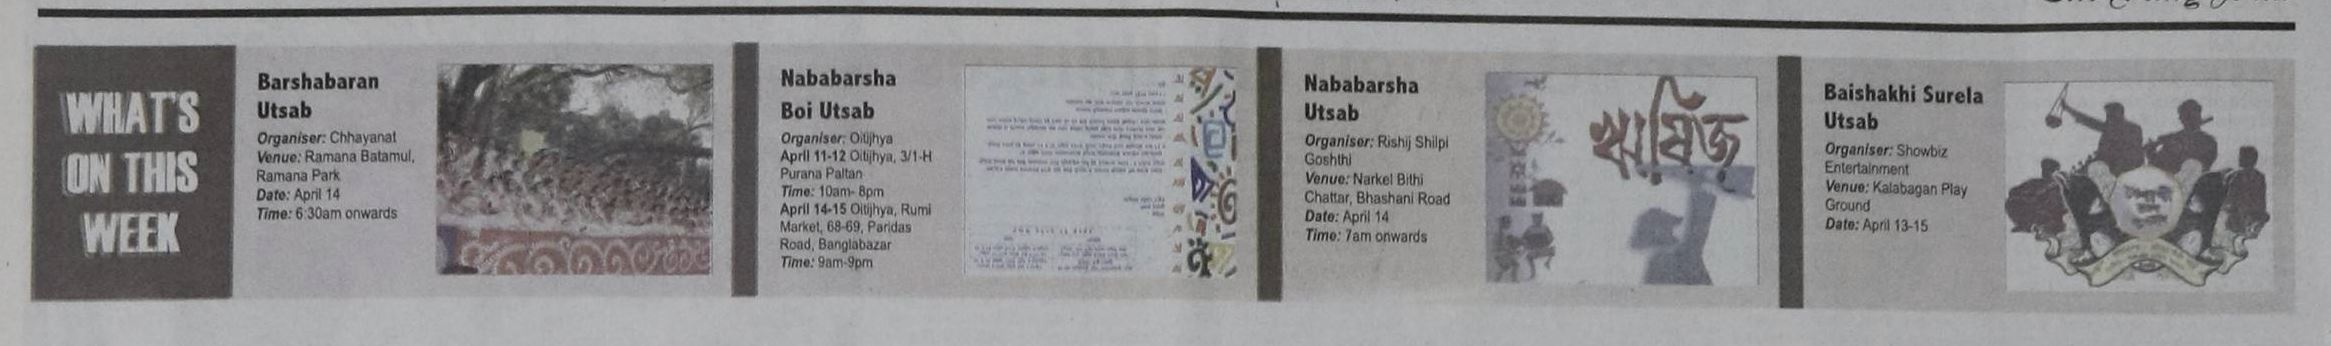 WHAT'S
ON THIS
WEEK
Barshabaran
Utsab
Organiser: Chhayanat
Venue: Ramana Batamul,
Ramana Park
Date: April 14
Time: 6:30am onwards
Nababarsha
Boi Utsab
Organiser: Oitijhya
April 11-12 Oitijhya, 3/1-H
Purana Paltan
Time: 10am- 8pm
April 14-15 Oitijhya, Rumi
Market, 68-69, Paridas
Road, Banglabazar
Time: 9am-9pm
Nababarsha
Utsab
Organiser: Rishij Shilpi
Goshthi
Venue: Narkel Bithi
Chattar, Bhashani Road
Date: April 14
Time: 7am onwards
ঋষিজ
Baishakhi Surela
Utsab
Organiser: Showbiz
Entertainment
Venue: Kalabagan Play
Ground
Date: April 13-15